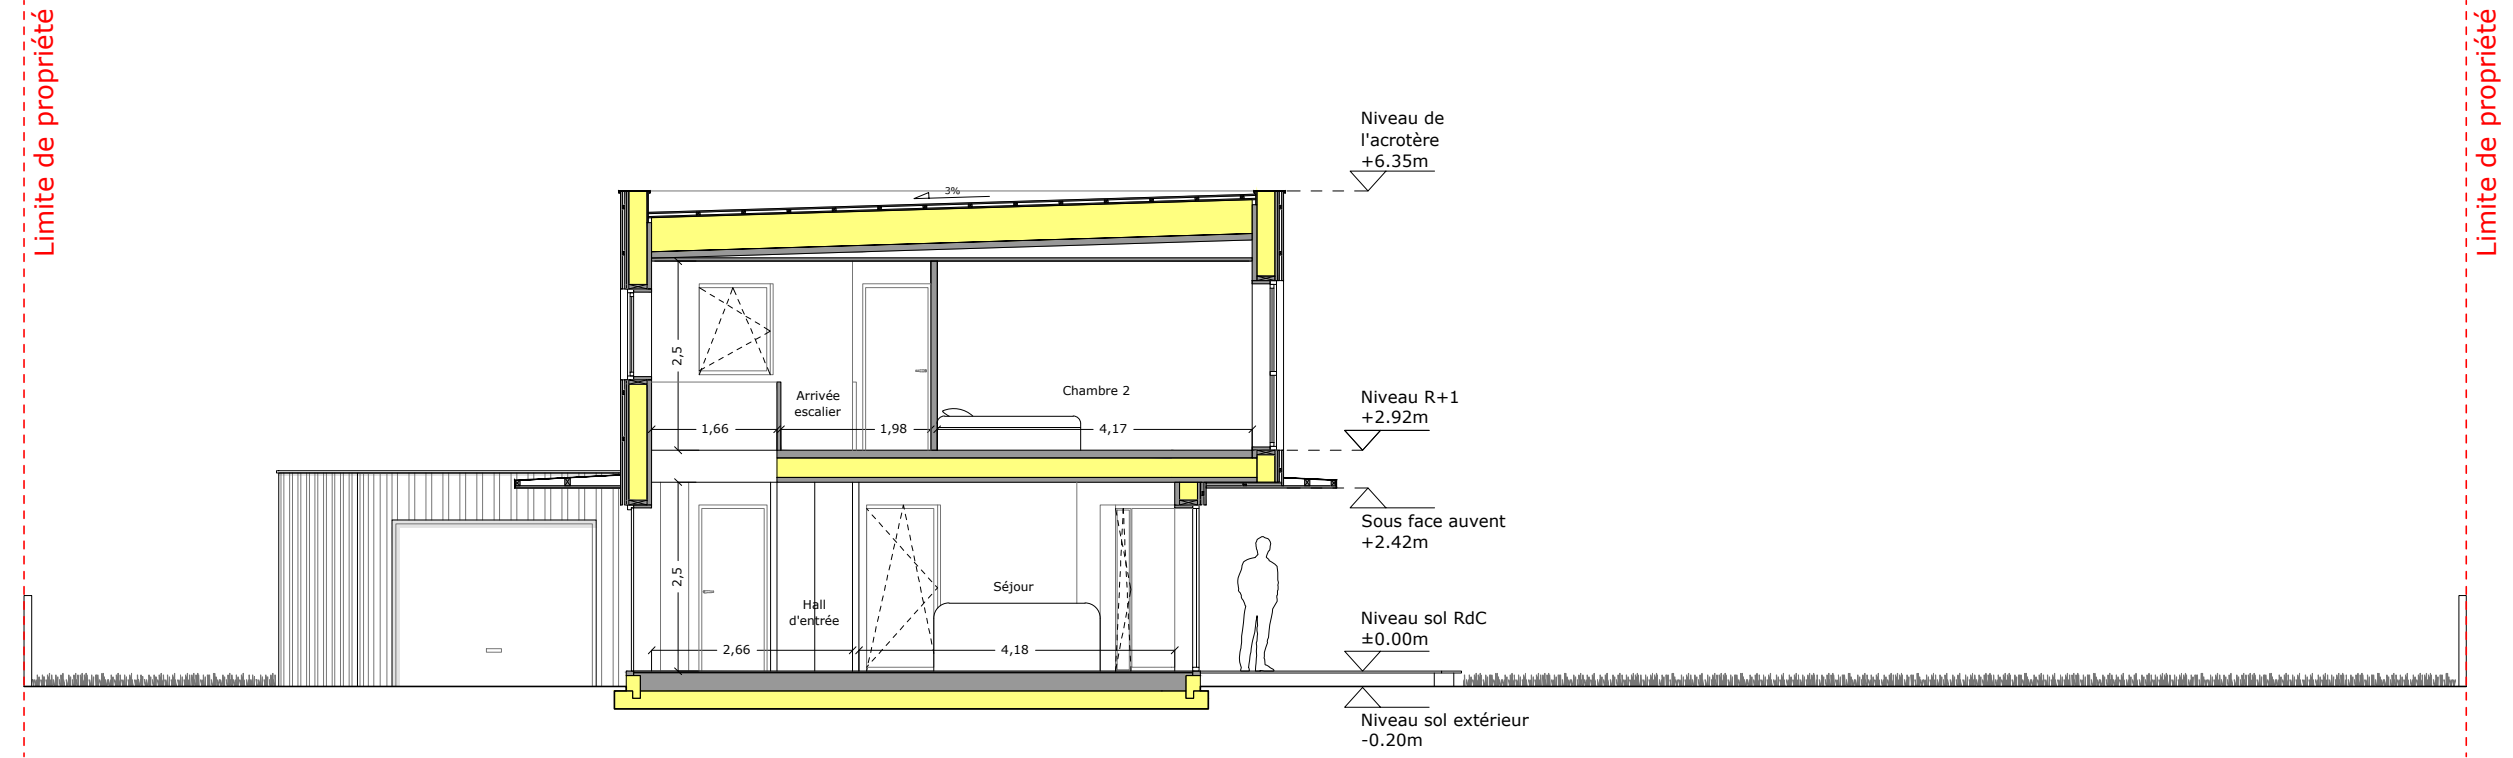 Limite de propriété
Limite de propriété
Niveau de
l'acrotère
+6.35m
3%
2,5
Arrivée
escalier
Chambre 2
1,66
1,98
4,17
Niveau R+1
+2.92m
Sous face auvent
+2.42m
2,5
Séjour
Hall
d'entrée
2,66
4,18
Niveau sol RdC
±0.00m
Niveau sol extérieur
-0.20m